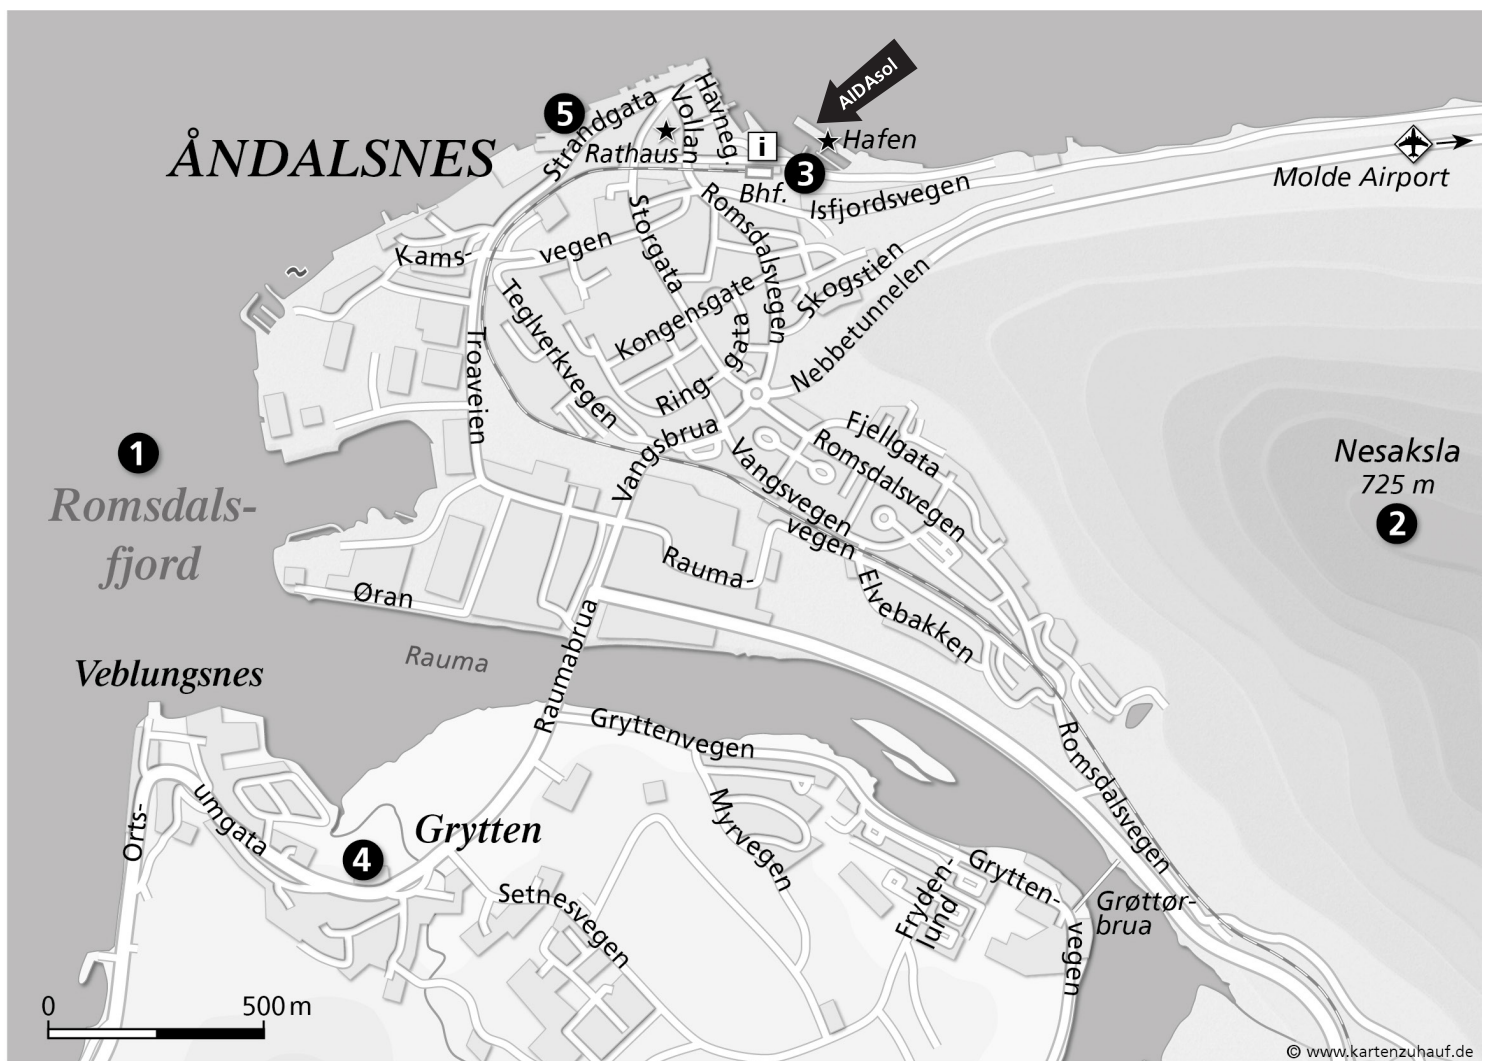 AIDAsol
Havneg.
Vollan
Strandgata
5
ÅNDALSNES
Rathaus
i
Hafen
3
Bhf.
Molde Airport
Isfjordsvegen
Storgata
Romsdalsvegen
Kams-
vegen
Skogstien
Nebbetunnelen
Teglverkvegen
Kongensgate
Ring-
gata
Troaveien
Vangsbrua
Fjellgata
Romsdalsvegen
Vangsvegen
1
Romsdals-
fjord
Nesaksla
725 m
2
Rauma-
vegen
Elvebakken
Øran
Raumabrua
Rauma
Veblungsnes
Gryttenvegen
Romsdalsvegen
Orts-
umgata
Grytten
4
Myrvegen
Setnesvegen
Fryden-
lund
Grytten-
vegen
Grøttør-
brua
0
500 m
© www.kartenzuhauf.de